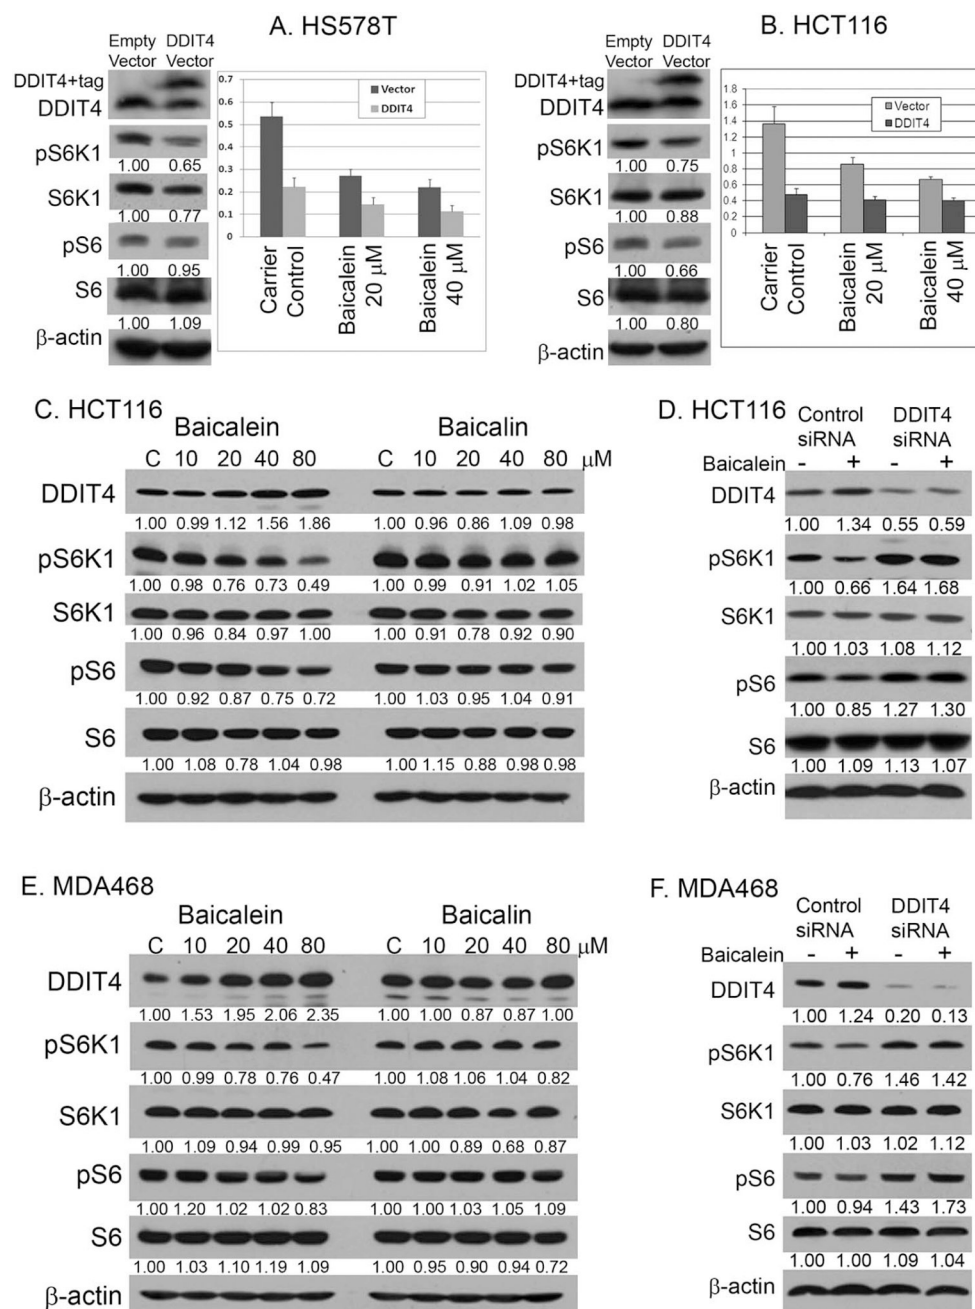 A. HS578T
Empty Vector DDIT4 Vector
DDIT4+tag
DDIT4
pS6K1
1.00 0.65
S6K1
1.00 0.77
pS6
1.00 0.95
S6
1.00 1.09
β-actin
0.7
0.6
0.5
0.4
0.3
0.2
0.1
0
Vector
DDIT4
Carrier Control
Baicalein 20 μM
Baicalein 40 μM
B. HCT116
Empty Vector DDIT4 Vector
DDIT4+tag
DDIT4
pS6K1
1.00 0.75
S6K1
1.00 0.88
pS6
1.00 0.66
S6
1.00 0.80
β-actin
1.8
1.6
1.4
1.2
1
0.8
0.6
0.4
0.2
0
Vector
DDIT4
Carrier Control
Baicalein 20 μM
Baicalein 40 μM
C. HCT116
Baicalein Baicalin
C 10 20 40 80 C 10 20 40 80 μM
DDIT4
1.00 0.99 1.12 1.56 1.86 1.00 0.96 0.86 1.09 0.98
pS6K1
1.00 0.98 0.76 0.73 0.49 1.00 0.99 0.91 1.02 1.05
S6K1
1.00 0.96 0.84 0.97 1.00 1.00 0.91 0.78 0.92 0.90
pS6
1.00 0.92 0.87 0.75 0.72 1.00 1.03 0.95 1.04 0.91
S6
1.00 1.08 0.78 1.04 0.98 1.00 1.15 0.88 0.98 0.98
β-actin
D. HCT116
Control siRNA DDIT4 siRNA
Baicalein - + - +
DDIT4
1.00 1.34 0.55 0.59
pS6K1
1.00 0.66 1.64 1.68
S6K1
1.00 1.03 1.08 1.12
pS6
1.00 0.85 1.27 1.30
S6
1.00 1.09 1.13 1.07
β-actin
E. MDA468
Baicalein Baicalin
C 10 20 40 80 C 10 20 40 80 μM
DDIT4
1.00 1.53 1.95 2.06 2.35 1.00 1.00 0.87 0.87 1.00
pS6K1
1.00 0.99 0.78 0.76 0.47 1.00 1.08 1.06 1.04 0.82
S6K1
1.00 1.09 0.94 0.99 0.95 1.00 1.00 0.89 0.68 0.87
pS6
1.00 1.20 1.02 1.02 0.83 1.00 1.00 1.03 1.05 1.09
S6
1.00 1.03 1.10 1.19 1.09 1.00 0.95 0.90 0.94 0.72
β-actin
F. MDA468
Control siRNA DDIT4 siRNA
Baicalein - + - +
DDIT4
1.00 1.24 0.20 0.13
pS6K1
1.00 0.76 1.46 1.42
S6K1
1.00 1.03 1.02 1.12
pS6
1.00 0.94 1.43 1.73
S6
1.00 1.00 1.09 1.04
β-actin